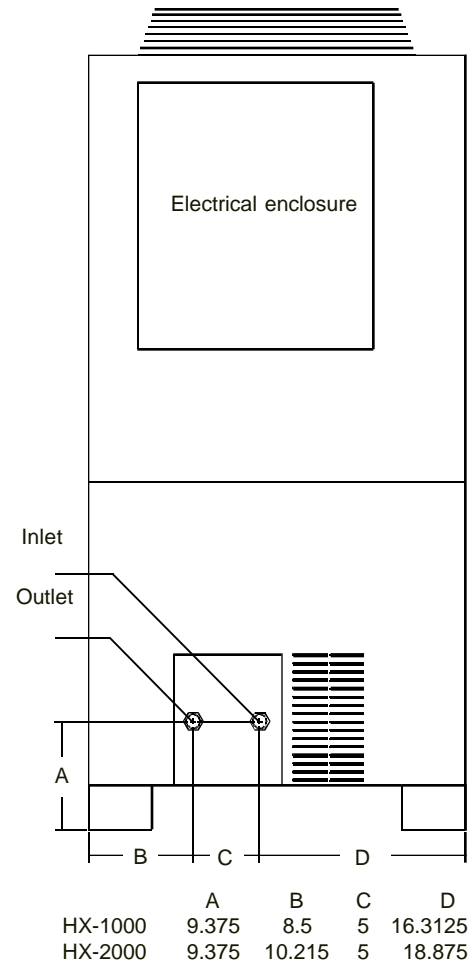 Electrical enclosure
Inlet
Outlet
A
B C D
A B C D
HX-1000 9.375 8.5 5 16.3125
HX-2000 9.375 10.215 5 18.875